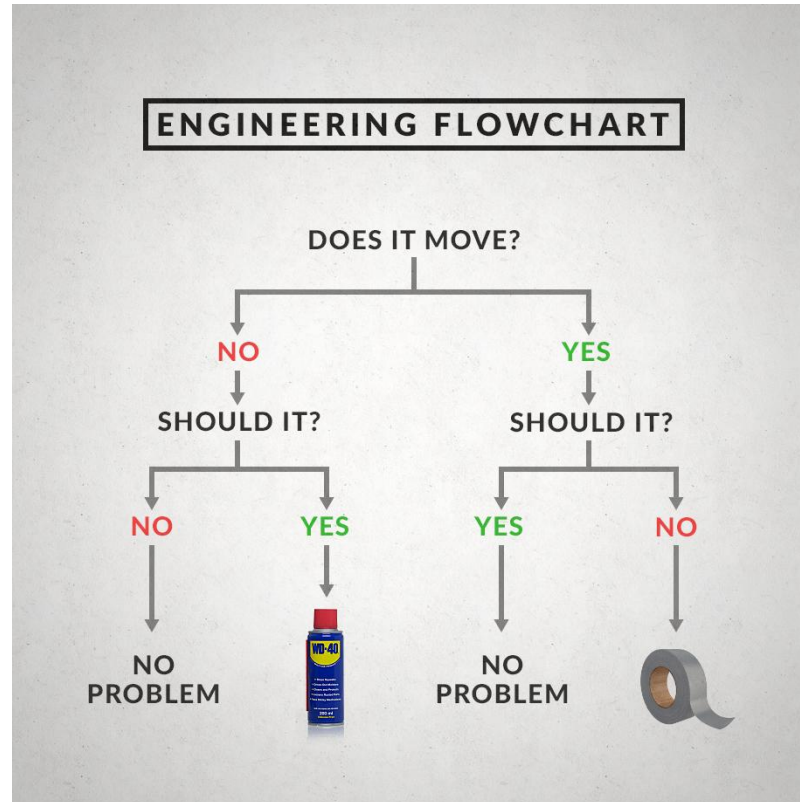 ENGINEERING FLOWCHART
DOES IT MOVE?
NO
YES
SHOULD IT?
SHOULD IT?
NO
YES
YES
NO
NO
PROBLEM
WD-40
NO
PROBLEM